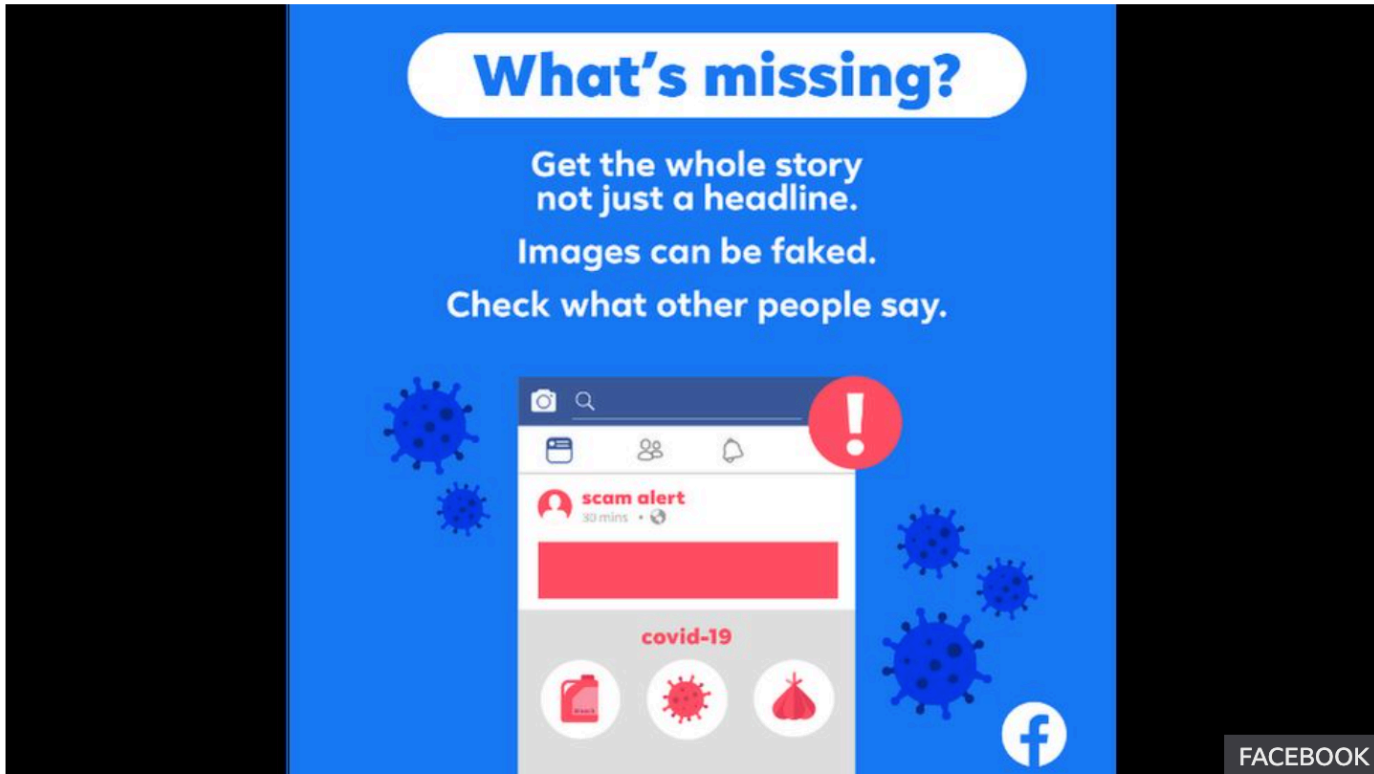 What's missing?
Get the whole story
not just a headline.
Images can be faked.
Check what other people say.
scam alert
30 mins
covid-19
FACEBOOK